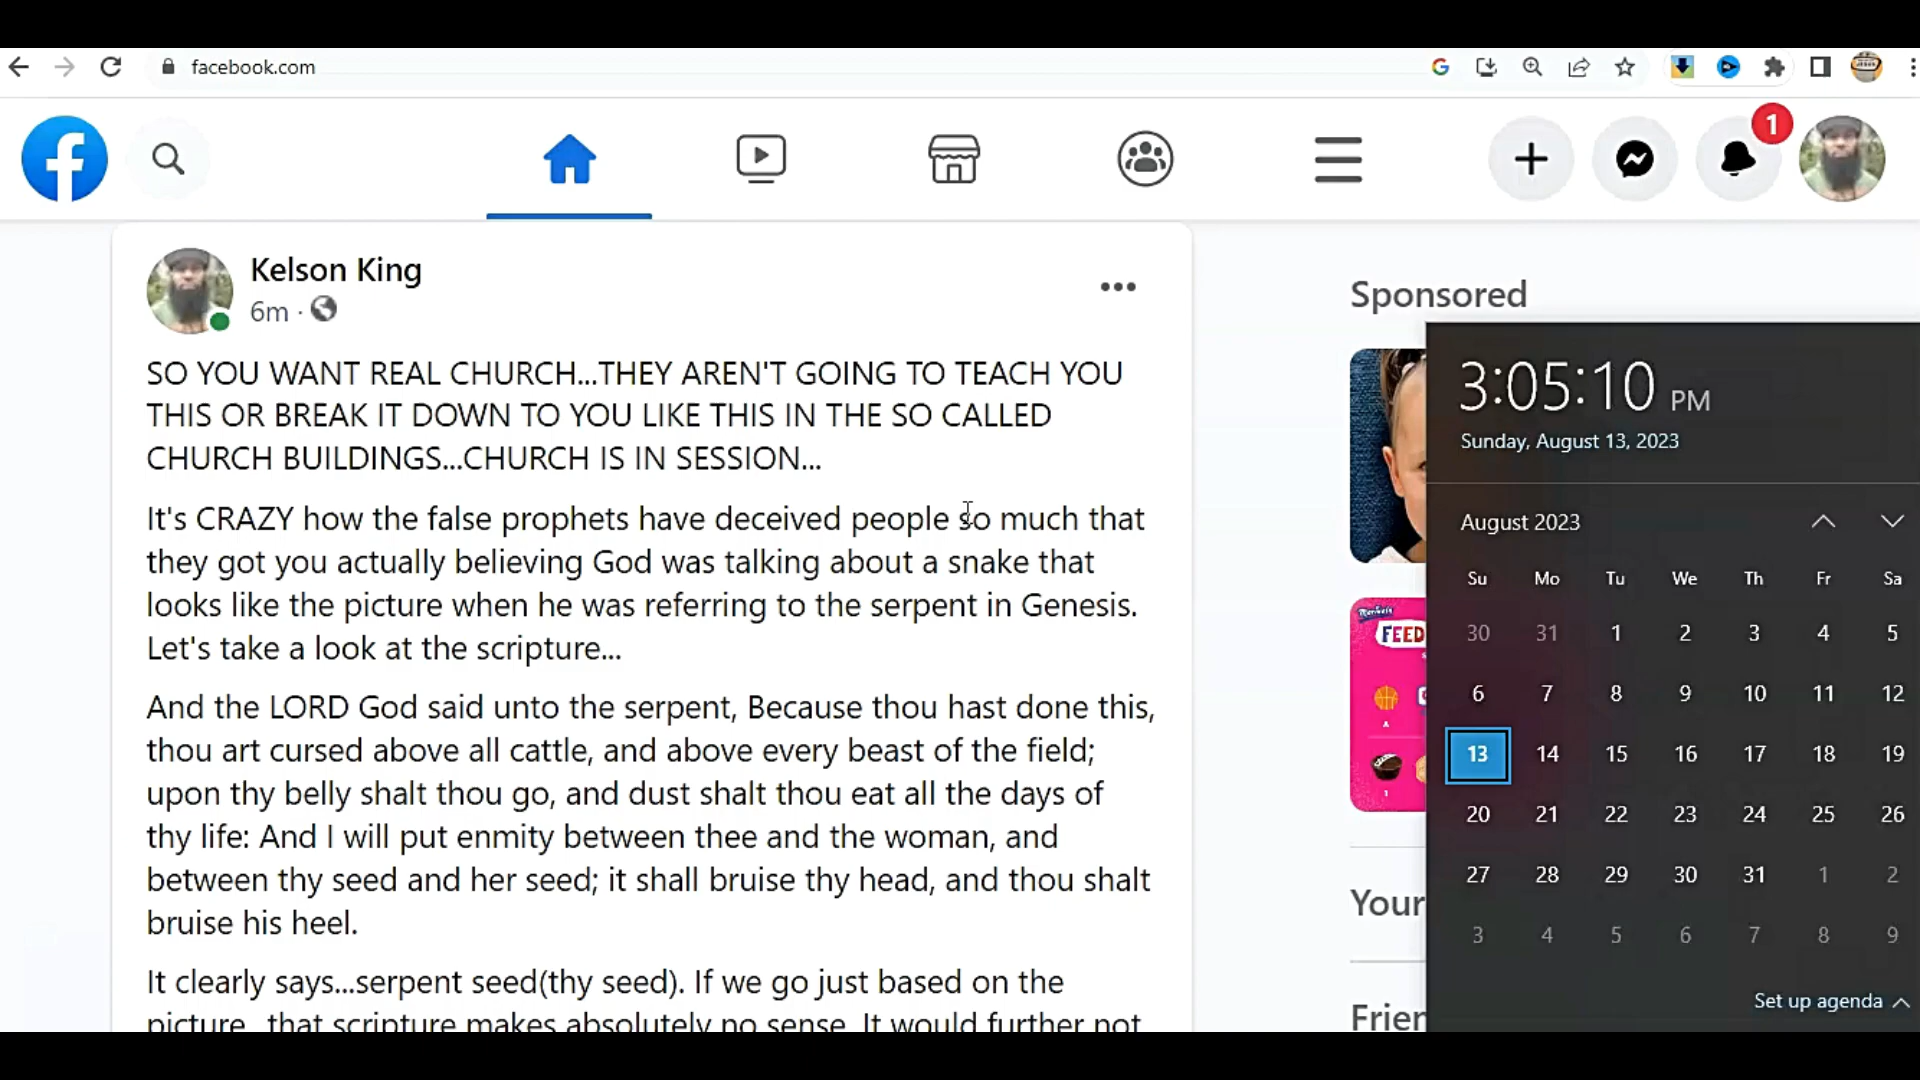 facebook.com
1
Kelson King
6m ·
SO YOU WANT REAL CHURCH...THEY AREN'T GOING TO TEACH YOU
THIS OR BREAK IT DOWN TO YOU LIKE THIS IN THE SO CALLED
CHURCH BUILDINGS...CHURCH IS IN SESSION...
It's CRAZY how the false prophets have deceived people so much that
they got you actually believing God was talking about a snake that
looks like the picture when he was referring to the serpent in Genesis.
Let's take a look at the scripture...
And the LORD God said unto the serpent, Because thou hast done this,
thou art cursed above all cattle, and above every beast of the field;
upon thy belly shalt thou go, and dust shalt thou eat all the days of
thy life: And I will put enmity between thee and the woman, and
between thy seed and her seed; it shall bruise thy head, and thou shalt
bruise his heel.
It clearly says...serpent seed(thy seed). If we go just based on the
picture...that scripture makes absolutely no sense. It would further not
Sponsored
FEED
Your
Frien
3:05:10 PM
Sunday, August 13, 2023
August 2023
Su Mo Tu We Th Fr Sa
30 31 1 2 3 4 5
6 7 8 9 10 11 12
13 14 15 16 17 18 19
20 21 22 23 24 25 26
27 28 29 30 31 1 2
3 4 5 6 7 8 9
Set up agenda